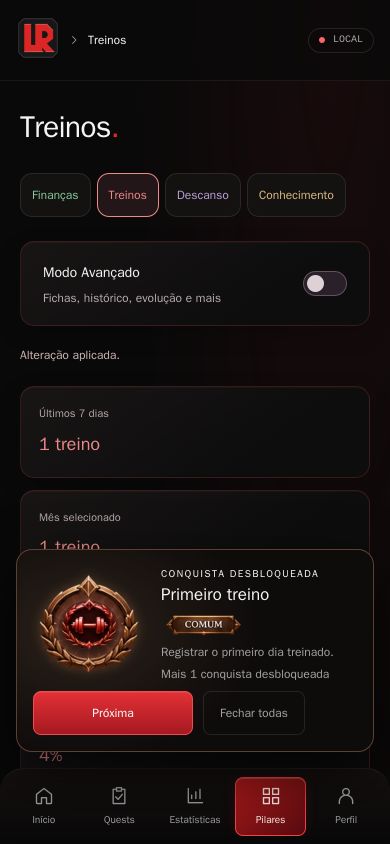 LR
Treinos
LOCAL
Treinos.
Finanças
Treinos
Descanso
Conhecimento
Modo Avançado
Fichas, histórico, evolução e mais
Alteração aplicada.
Últimos 7 dias
1 treino
Mês selecionado
1 treino
CONQUISTA DESBLOQUEADA
Primeiro treino
COMUM
Registrar o primeiro dia treinado.
Mais 1 conquista desbloqueada
Próxima
Fechar todas
4%
Início
Quests
Estatísticas
Pilares
Perfil